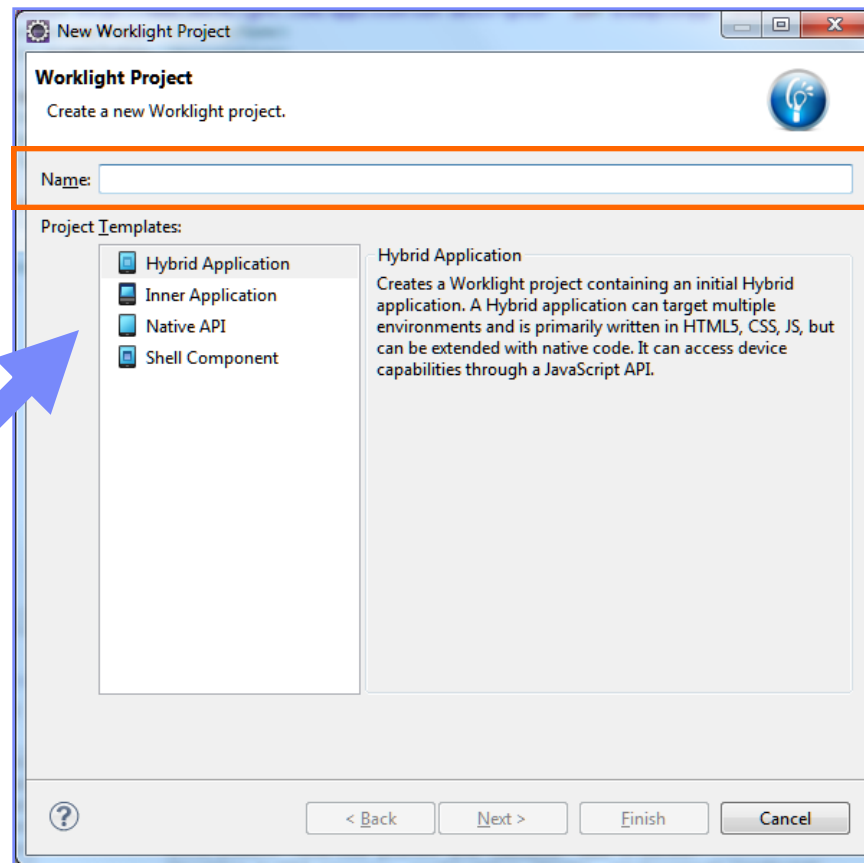 New Worklight Project
Worklight Project
Create a new Worklight project.
Name:
Project Templates:
Hybrid Application
Inner Application
Native API
Shell Component
Hybrid Application
Creates a Worklight project containing an initial Hybrid
application. A Hybrid application can target multiple
environments and is primarily written in HTML5, CSS, JS, but
can be extended with native code. It can access device
capabilities through a JavaScript API.
?
< Back
Next >
Finish
Cancel